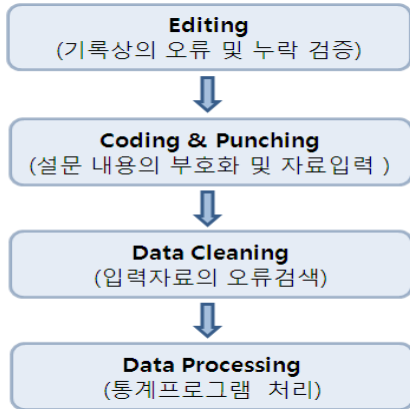 Editing
(기록상의 오류 및 누락 검증)
Coding & Punching
(설문 내용의 부호화 및 자료입력 )
Data Cleaning
(입력자료의 오류검색)
Data Processing
(통계프로그램 처리)